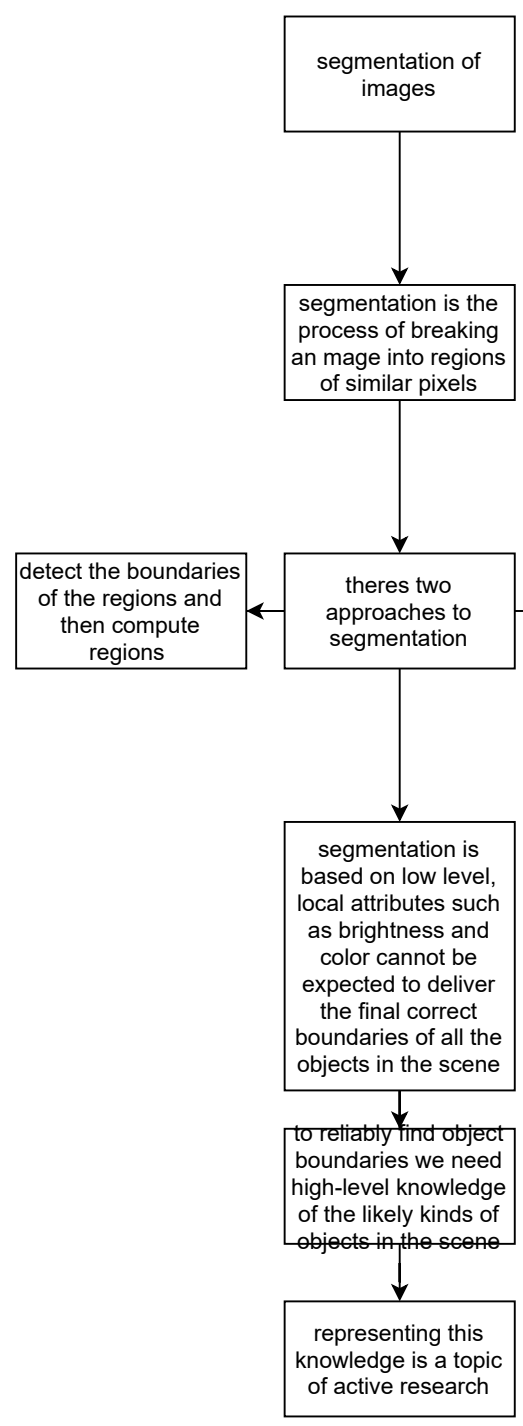 segmentation of
images
segmentation is the
process of breaking
an mage into regions
of similar pixels
detect the boundaries
of the regions and
then compute
regions
theres two
approaches to
segmentation
segmentation is
based on low level,
local attributes such
as brightness and
color cannot be
expected to deliver
the final correct
boundaries of all the
objects in the scene
to reliably find object
boundaries we need
high-level knowledge
of the likely kinds of
objects in the scene
representing this
knowledge is a topic
of active research